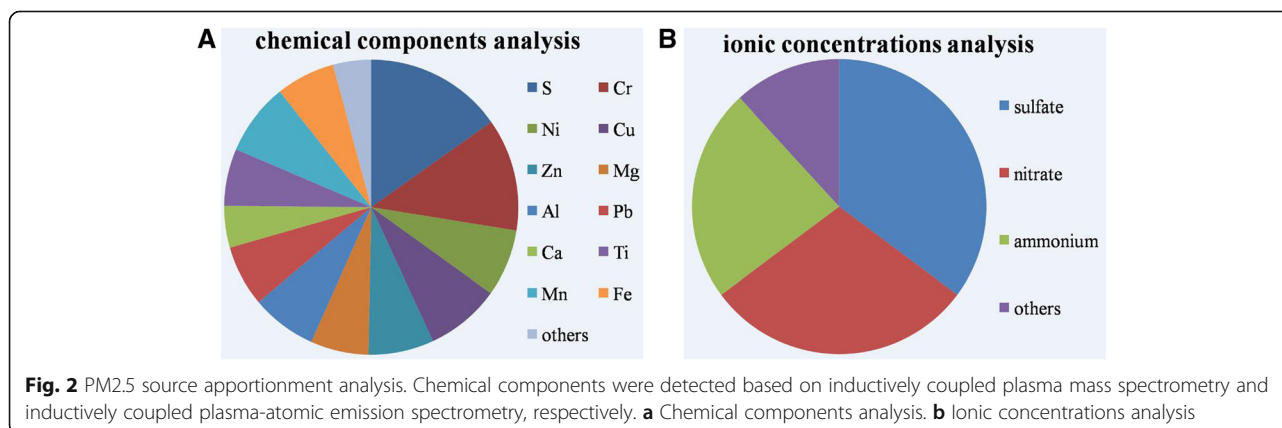 A
chemical components analysis
S Cr
Ni Cu
Zn Mg
Al Pb
Ca Ti
Mn Fe
others
B
ionic concentrations analysis
sulfate
nitrate
ammonium
others
Fig. 2 PM2.5 source apportionment analysis. Chemical components were detected based on inductively coupled plasma mass spectrometry and
inductively coupled plasma-atomic emission spectrometry, respectively. a Chemical components analysis. b Ionic concentrations analysis